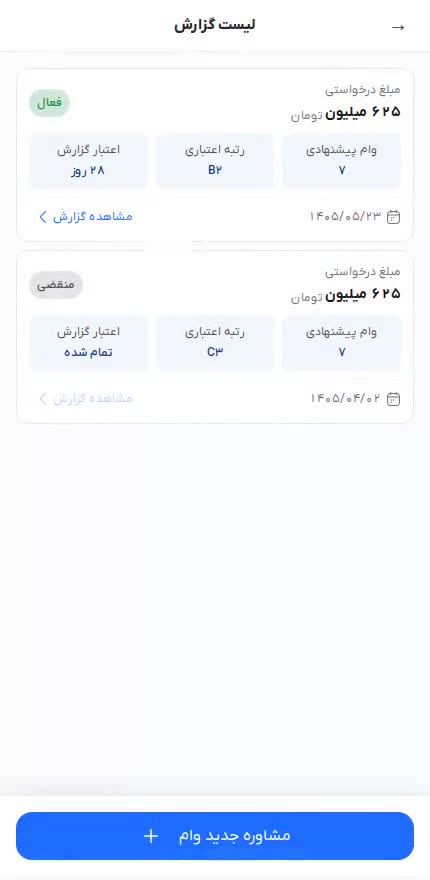 لیست گزارش
→
مبلغ درخواستی
۶۲۵ میلیون تومان
فعال
وام پیشنهادی
۷
رتبه اعتباری
B۲
اعتبار گزارش
۲۸ روز
۱۴۰۵/۰۵/۲۳
مشاهده گزارش
مبلغ درخواستی
۶۲۵ میلیون تومان
منقضی
وام پیشنهادی
۷
رتبه اعتباری
C۳
اعتبار گزارش
تمام شده
۱۴۰۵/۰۴/۰۲
مشاهده گزارش
مشاوره جدید وام +